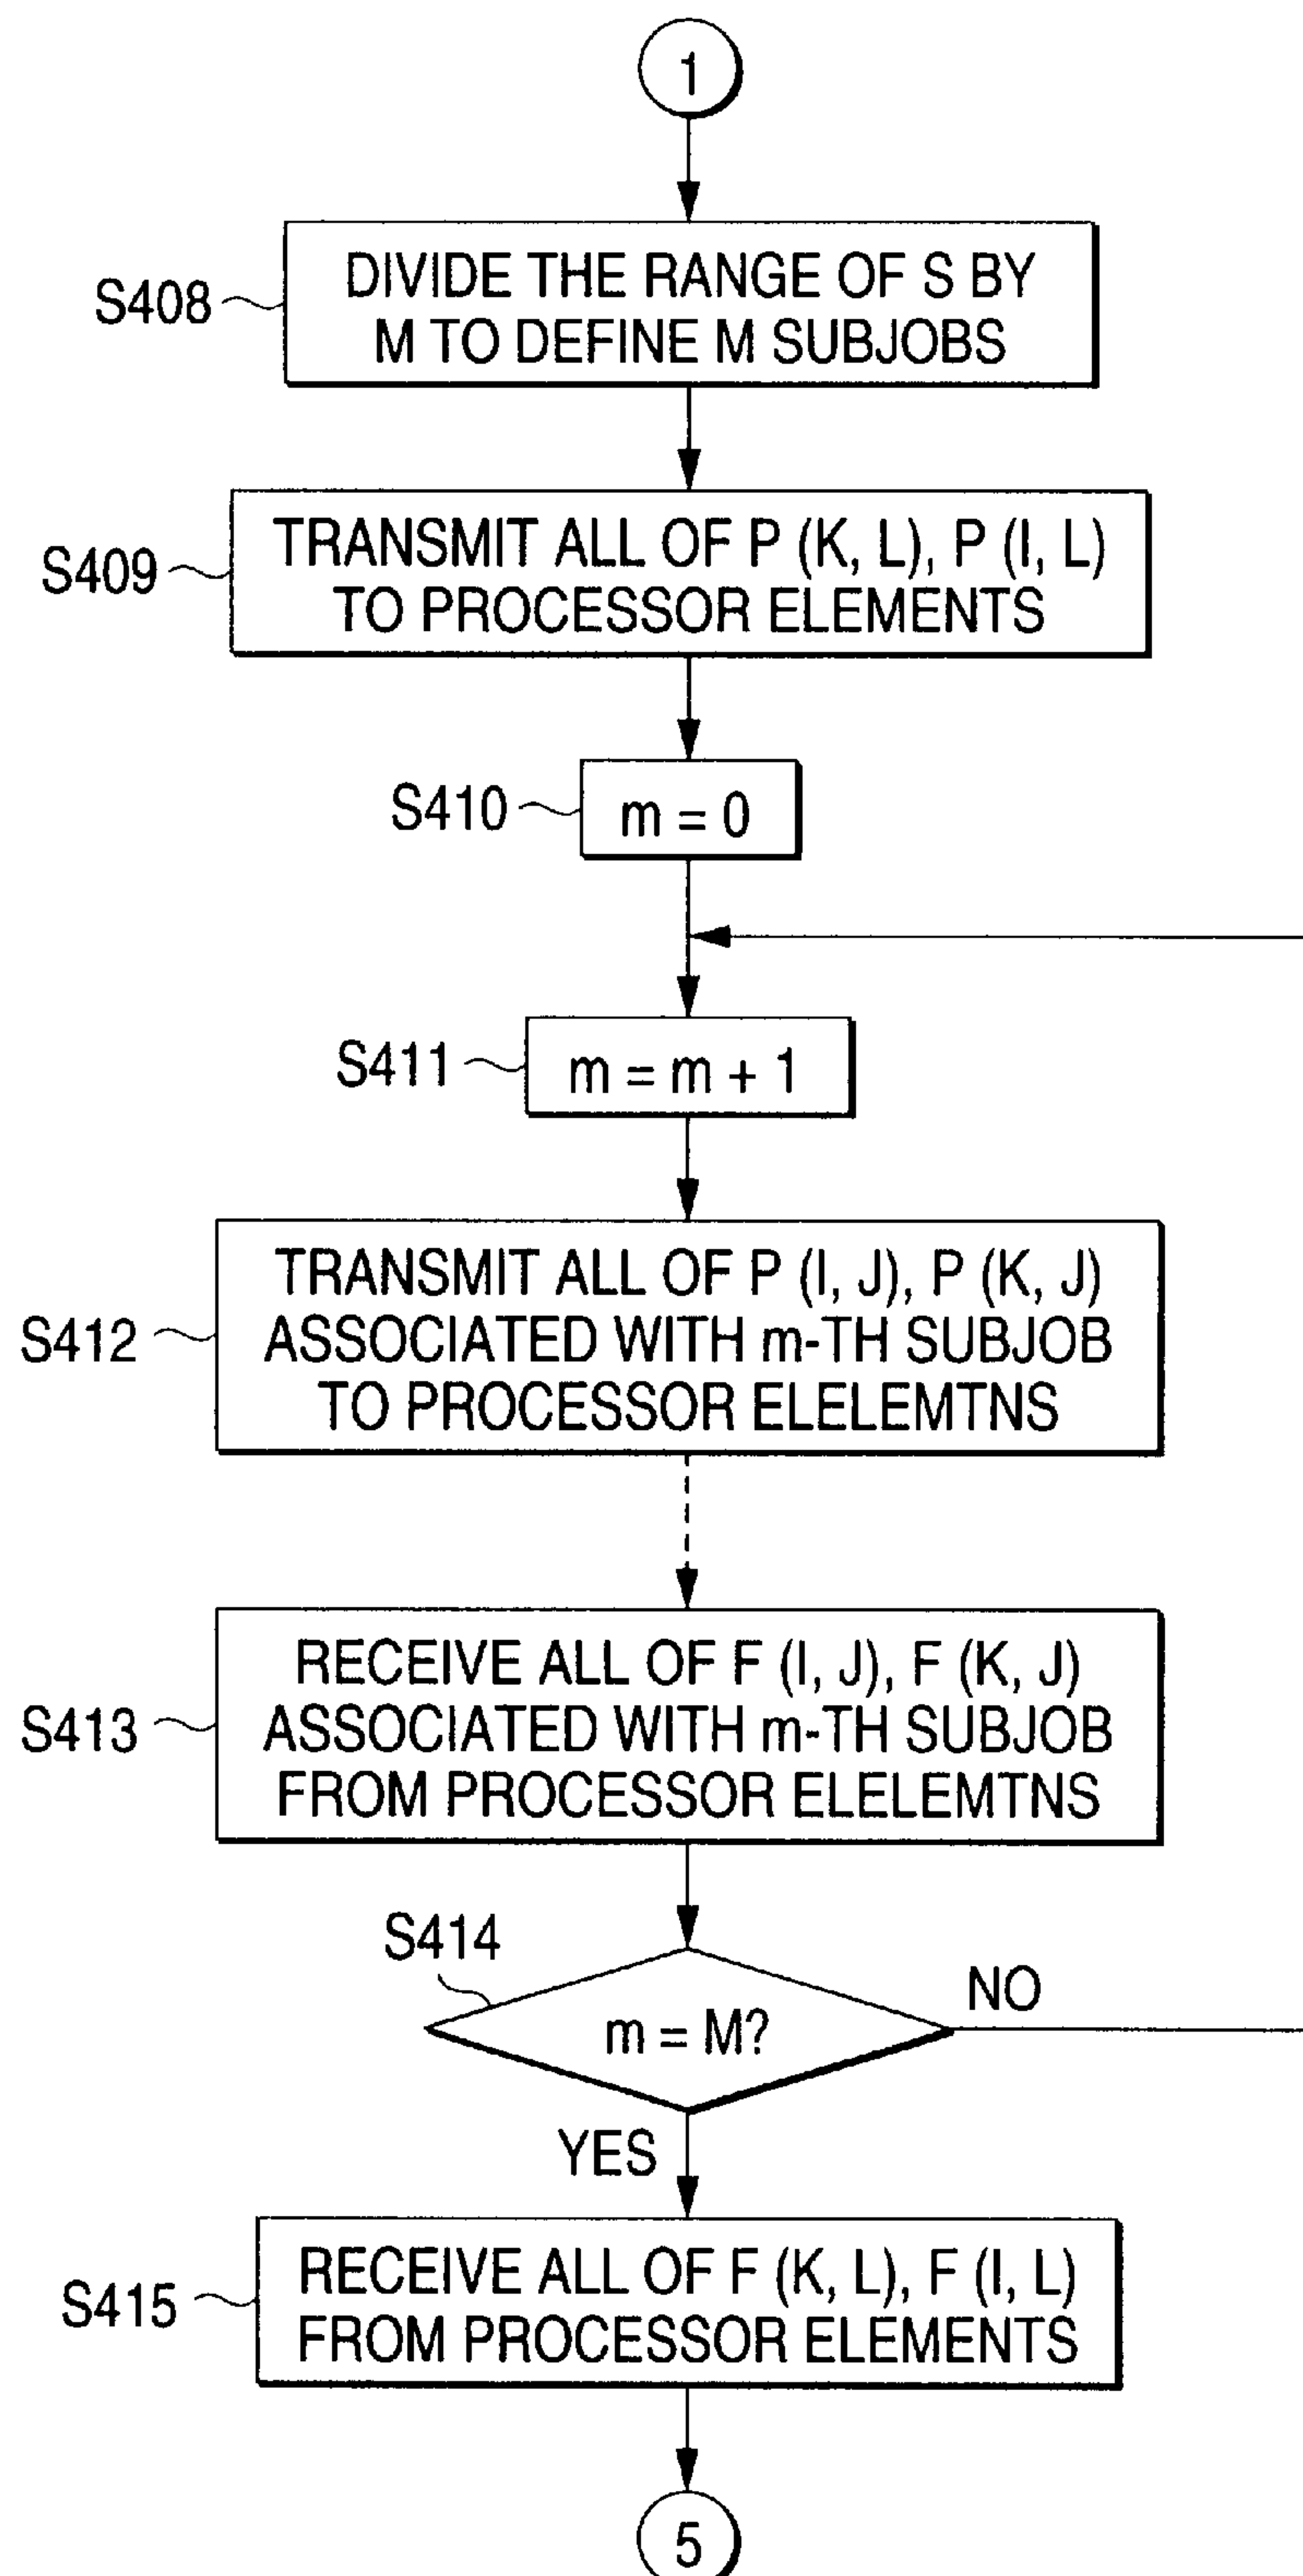 1
S408
DIVIDE THE RANGE OF S BY
M TO DEFINE M SUBJOBS
S409
TRANSMIT ALL OF P (K, L), P (I, L)
TO PROCESSOR ELEMENTS
S410
m = 0
S411
m = m + 1
S412
TRANSMIT ALL OF P (I, J), P (K, J)
ASSOCIATED WITH m-TH SUBJOB
TO PROCESSOR ELELEMTNS
S413
RECEIVE ALL OF F (I, J), F (K, J)
ASSOCIATED WITH m-TH SUBJOB
FROM PROCESSOR ELELEMTNS
S414
m = M?
NO
YES
S415
RECEIVE ALL OF F (K, L), F (I, L)
FROM PROCESSOR ELEMENTS
5